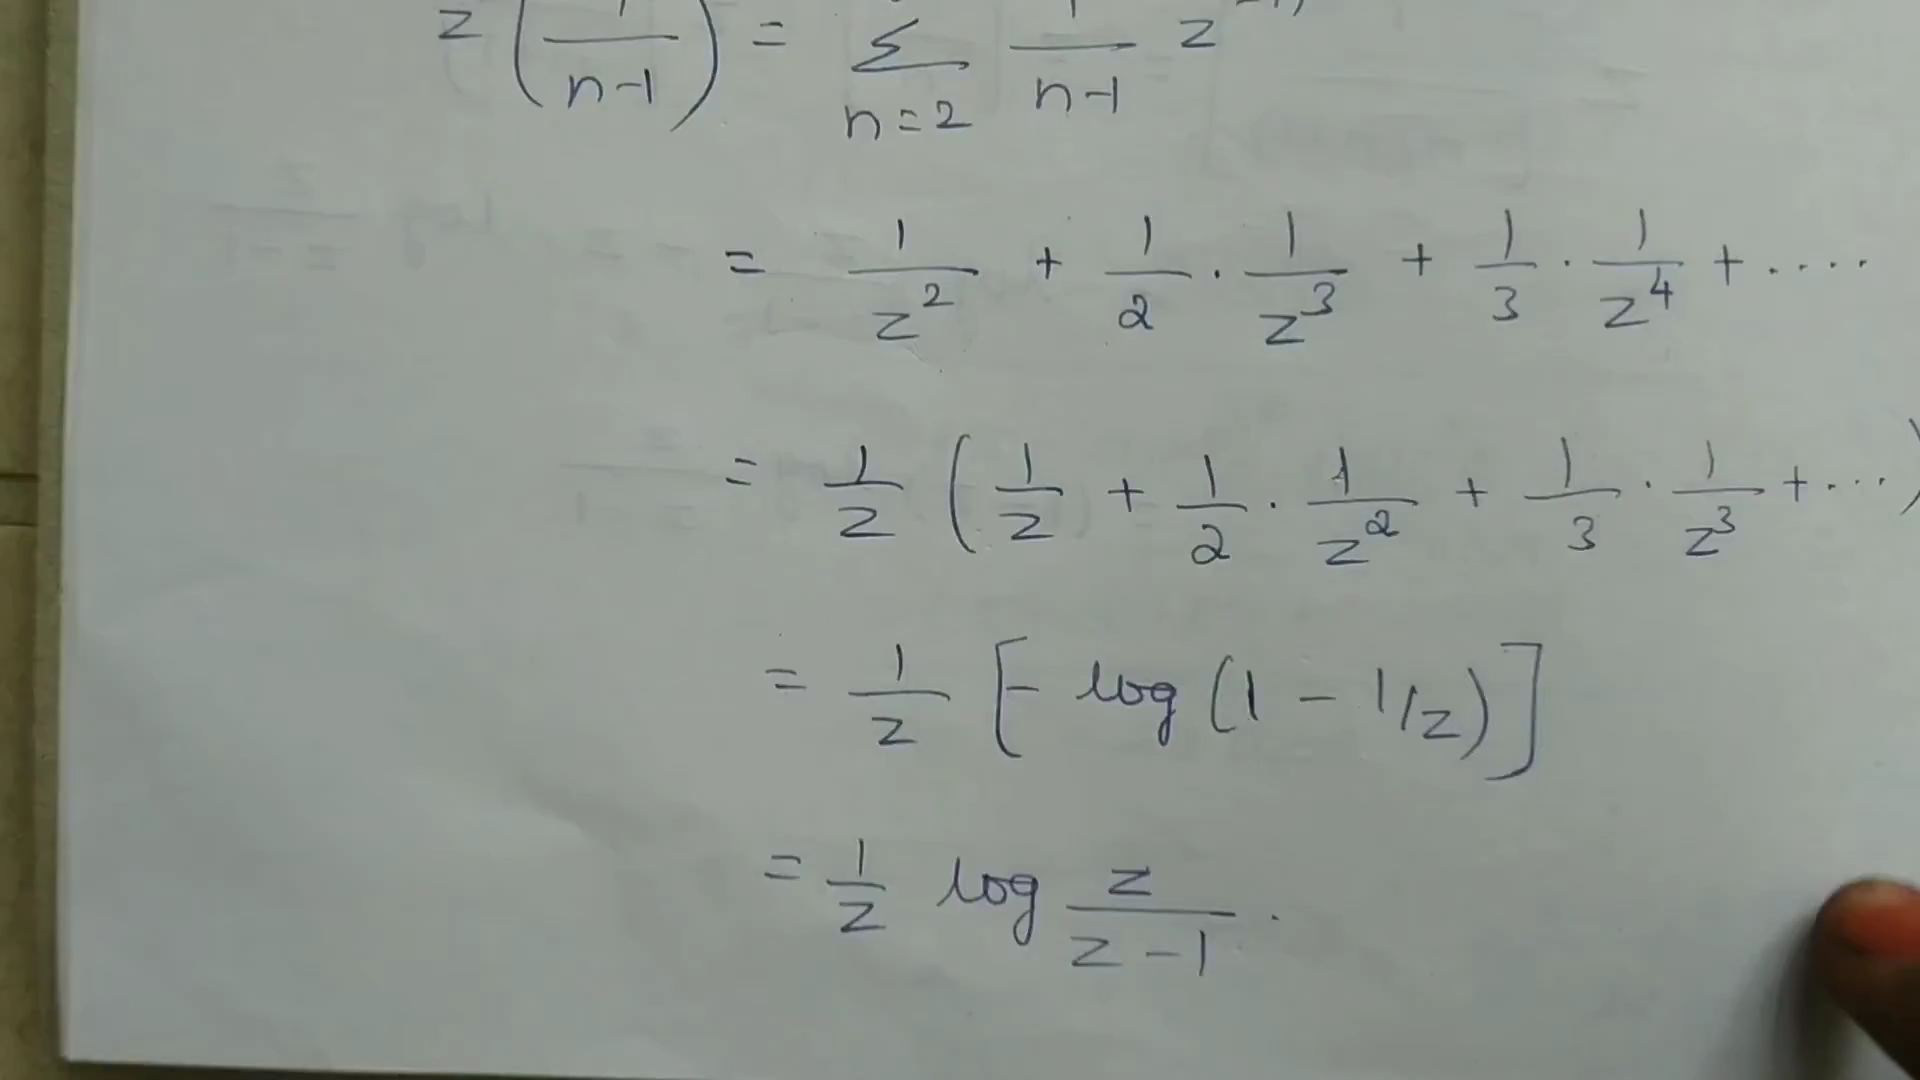 z(1/(n-1)) = Σ n=2 1/(n-1) z
= 1/z² + 1/2 · 1/z³ + 1/3 · 1/z⁴ + ....
= 1/z (1/z + 1/2 · 1/z² + 1/3 · 1/z³ + ...)
= 1/z [- log (1 - 1/z)]
= 1/z log z/(z-1).